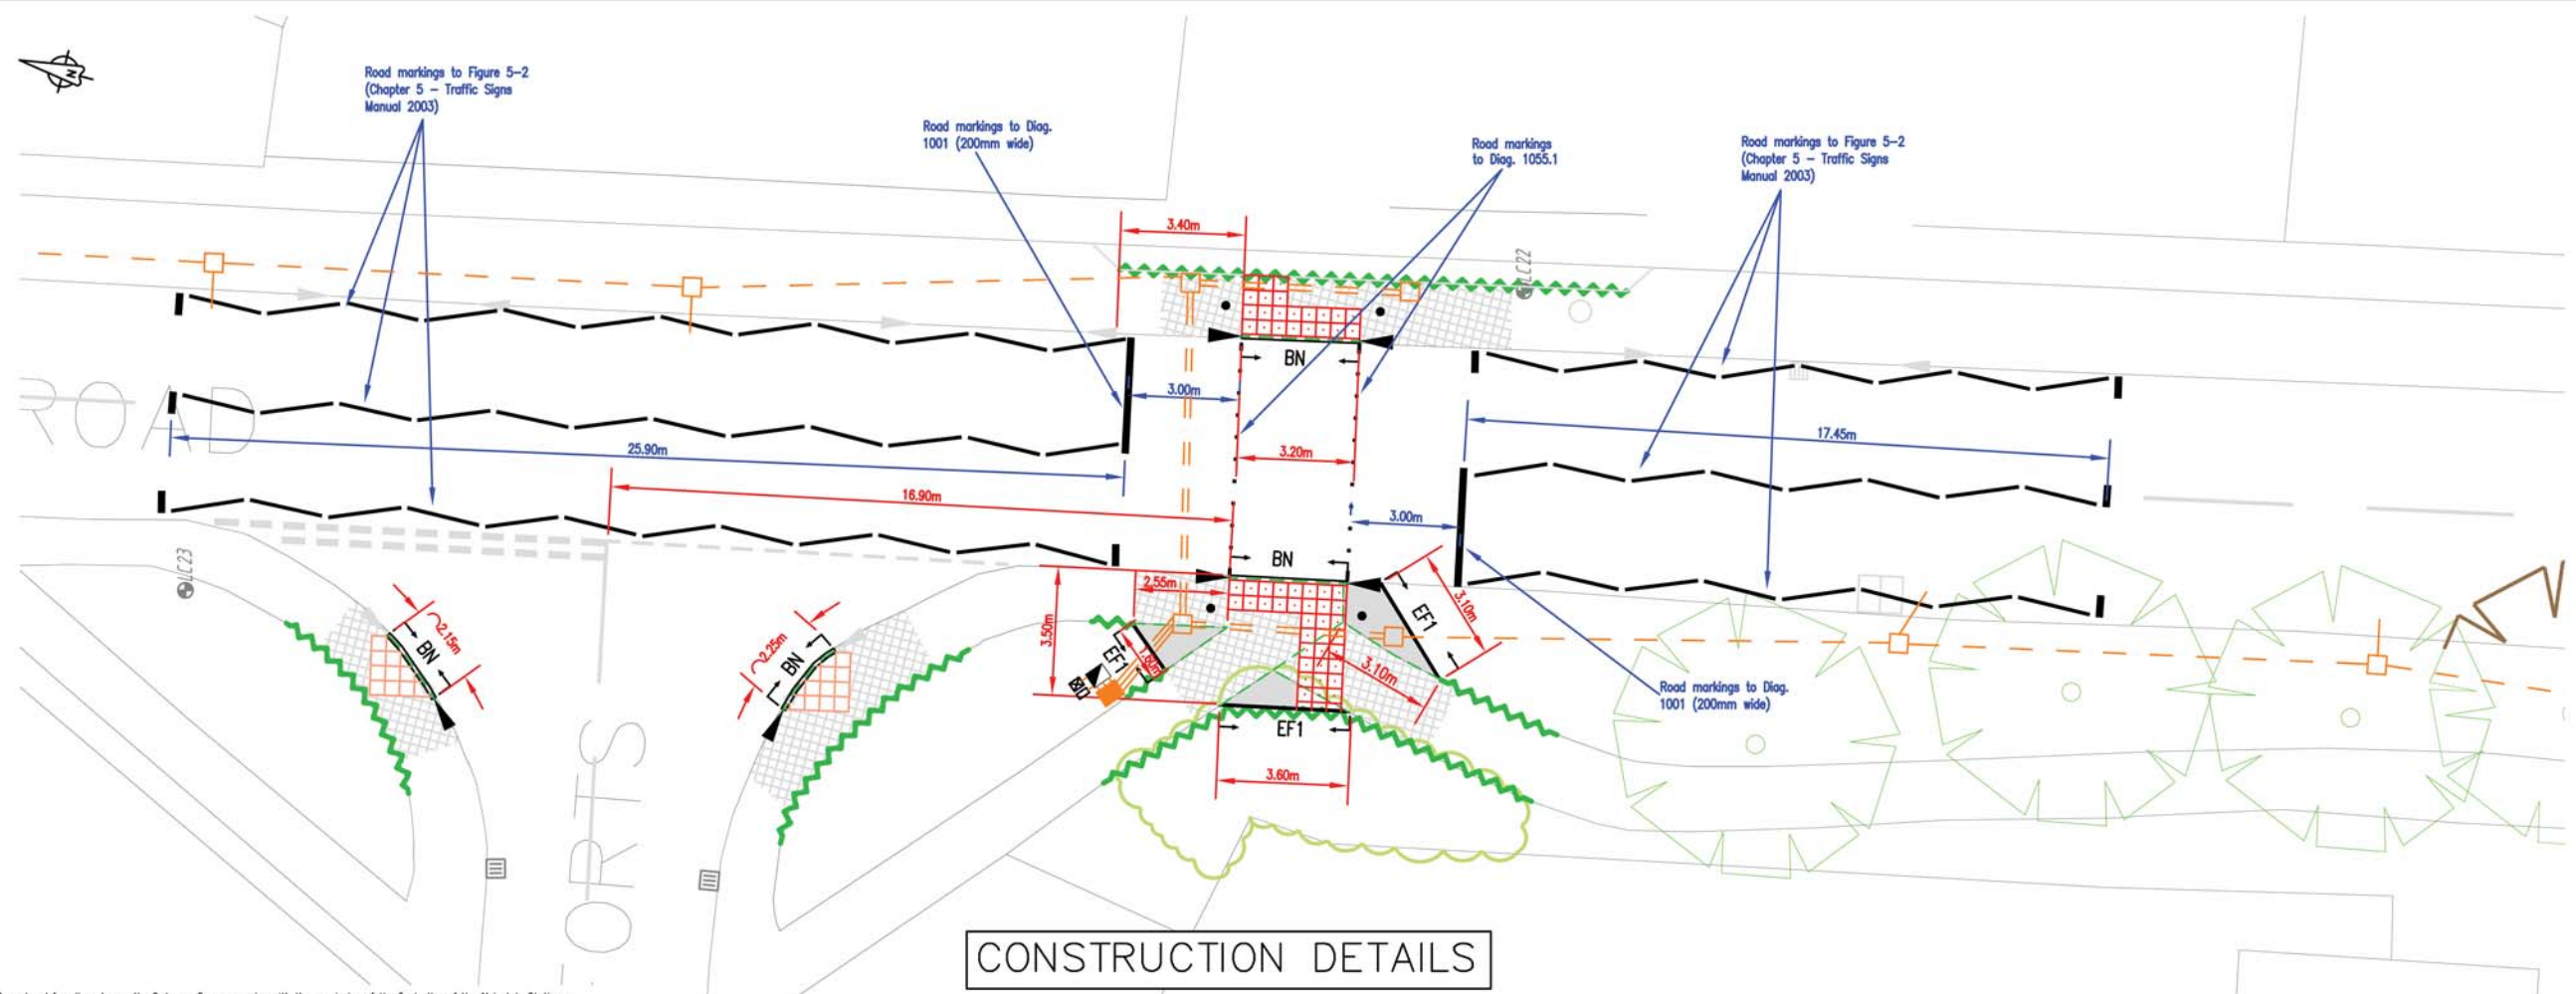 N
Road markings to Figure 5-2
(Chapter 5 - Traffic Signs
Manual 2003)
Road markings to Diag.
1001 (200mm wide)
Road markings
to Diag. 1055.1
Road markings to Figure 5-2
(Chapter 5 - Traffic Signs
Manual 2003)
3.40m
LC22
BN
3.00m
ROAD
25.90m
3.20m
17.45m
16.90m
3.00m
BN
LC23
2.55m
3.50m
EF1
1.60m
EF1
3.10m
3.10m
2.15m
BN
2.25m
BN
Road markings to Diag.
1001 (200mm wide)
EF1
3.60m
ORTS
CONSTRUCTION DETAILS